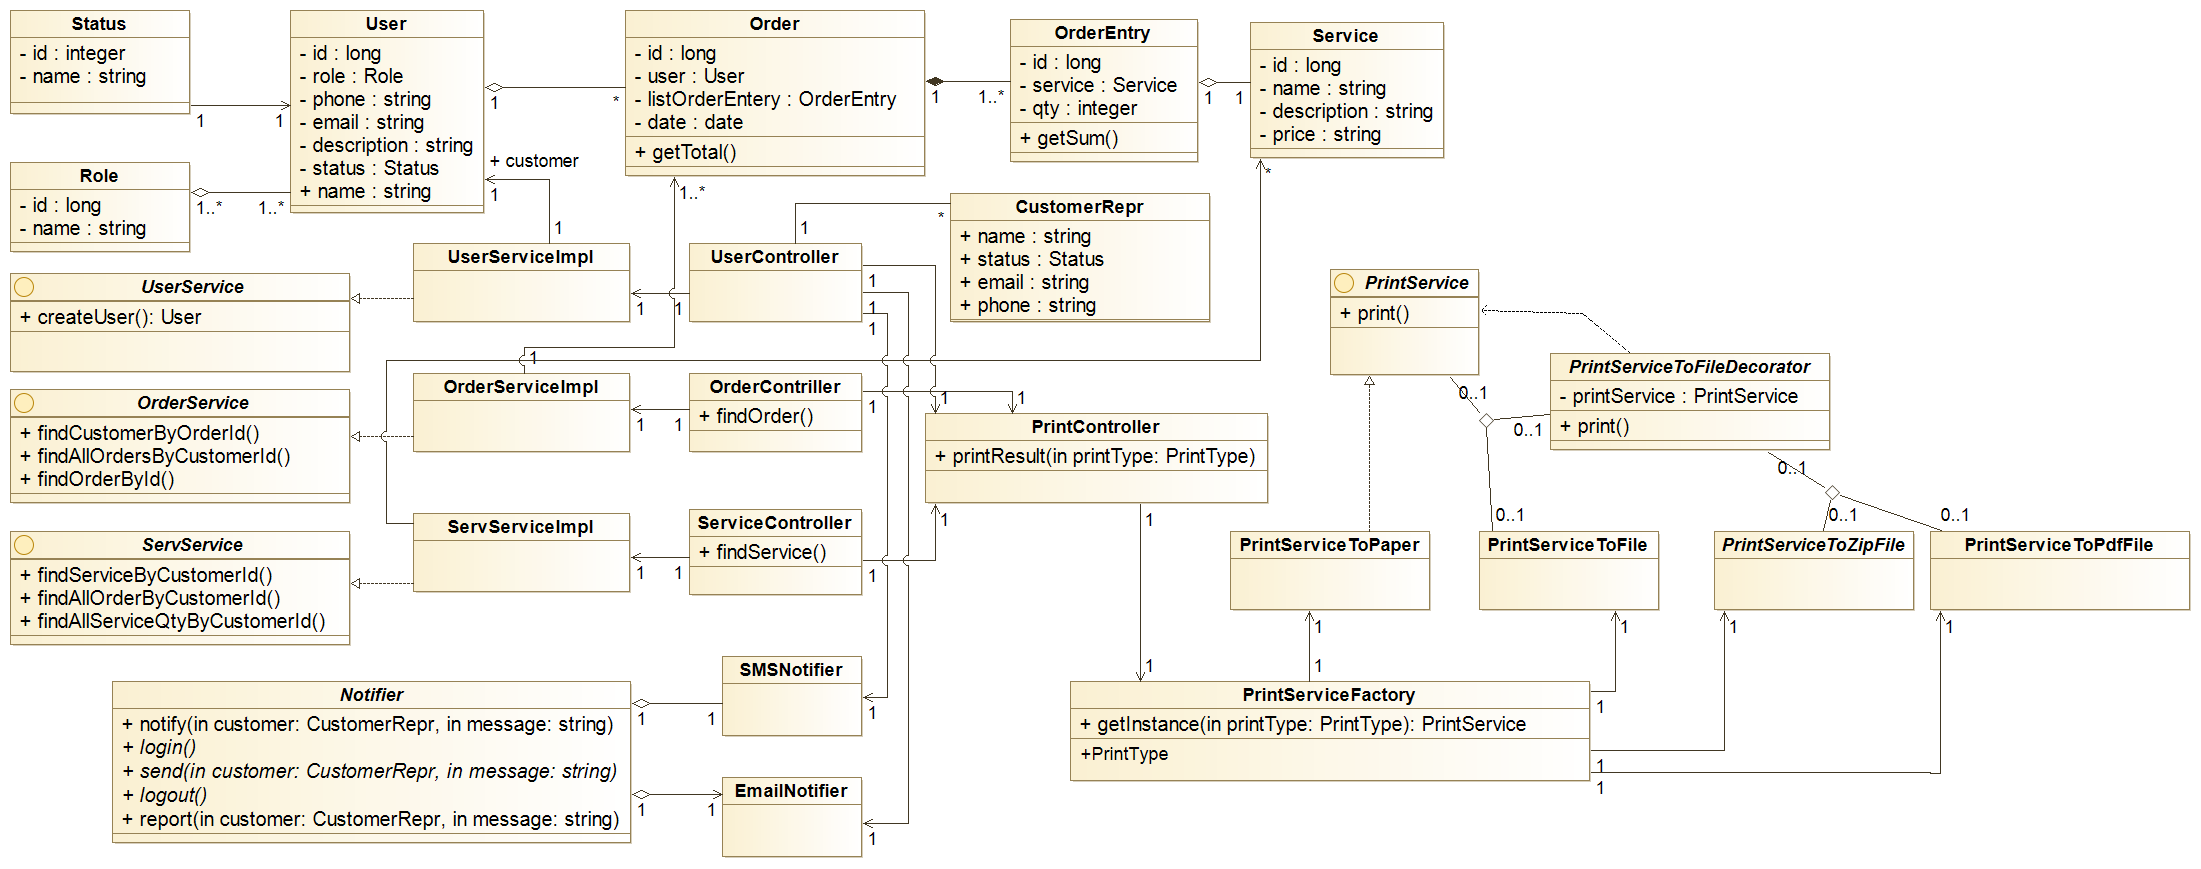 Status
- id : integer
- name : string
1
1
User
- id : long
- role : Role
- phone : string
- email : string
- description : string
- status : Status
+ name : string
1
*
Order
- id : long
- user : User
- listOrderEntery : OrderEntry
- date : date
+ getTotal()
1
1..*
OrderEntry
- id : long
- service : Service
- qty : integer
+ getSum()
1
1
Service
- id : long
- name : string
- description : string
- price : string
*
Role
- id : long
- name : string
1..*
1..*
+ customer
1
1
1..*
CustomerRepr
+ name : string
+ status : Status
+ email : string
+ phone : string
1
*
UserService
+ createUser(): User
UserServiceImpl
1
1
UserController
1
1
1
PrintService
+ print()
PrintServiceToFileDecorator
- printService : PrintService
+ print()
0..1
0..1
0..1
0..1
0..1
0..1
OrderService
+ findCustomerByOrderId()
+ findAllOrdersByCustomerId()
+ findOrderById()
1
OrderServiceImpl
1
1
OrderContriller
+ findOrder()
1
1
1
PrintController
+ printResult(in printType: PrintType)
1
1
ServService
+ findServiceByCustomerId()
+ findAllOrderByCustomerId()
+ findAllServiceQtyByCustomerId()
ServServiceImpl
1
1
ServiceController
+ findService()
1
PrintServiceToPaper
PrintServiceToFile
PrintServiceToZipFile
PrintServiceToPdfFile
1
1
1
1
Notifier
+ notify(in customer: CustomerRepr, in message: string)
+ login()
+ send(in customer: CustomerRepr, in message: string)
+ logout()
+ report(in customer: CustomerRepr, in message: string)
1
1
SMSNotifier
1
1
1
EmailNotifier
1
1
1
PrintServiceFactory
+ getInstance(in printType: PrintType): PrintService
+PrintType
1
1
1